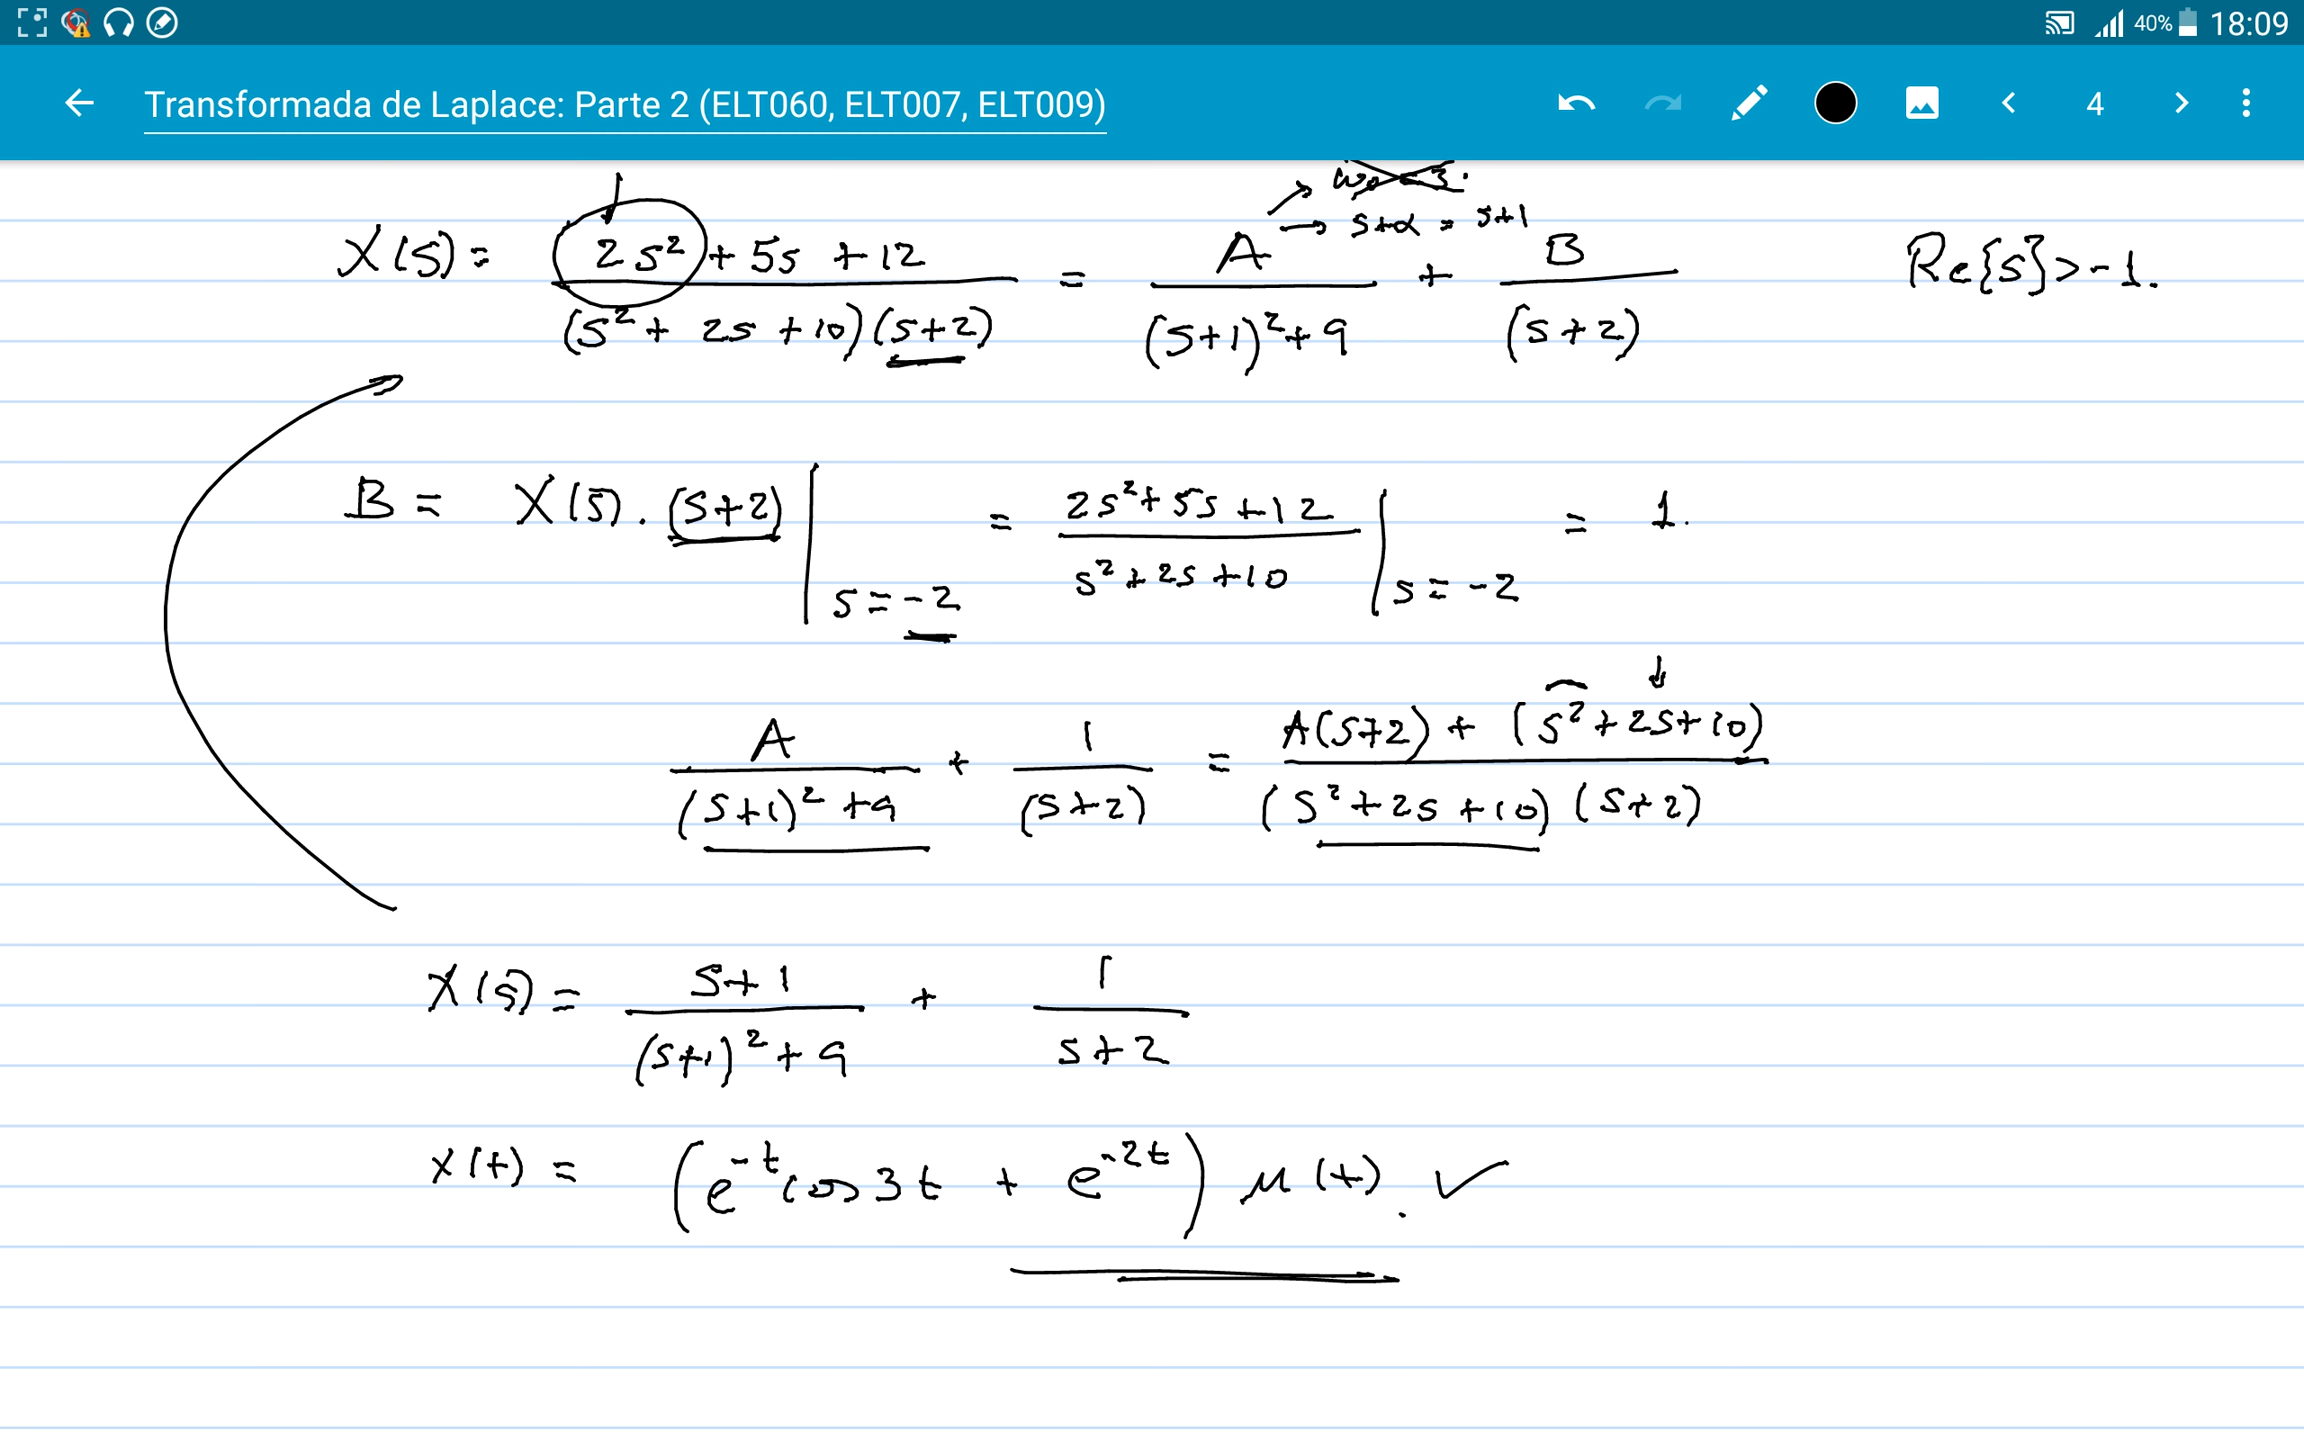 40% 18:09
Transformada de Laplace: Parte 2 (ELT060, ELT007, ELT009) 4
→ ω₀ = 3.
→ s+α = s+1
X(s) = (2s² + 5s + 12) / ((s² + 2s + 10)(s+2)) = A / ((s+1)² + 9) + B / (s+2) Re{s} > -1.
B = X(s) . (s+2) | s = -2 = (2s² + 5s + 12) / (s² + 2s + 10) | s = -2 = 1.
A / ((s+1)² + 9) + 1 / (s+2) = (A(s+2) + (s² + 2s + 10)) / ((s² + 2s + 10)(s+2))
X(s) = (s+1) / ((s+1)² + 9) + 1 / (s+2)
x(t) = (e^-t cos 3t + e^-2t) μ(t). ✓